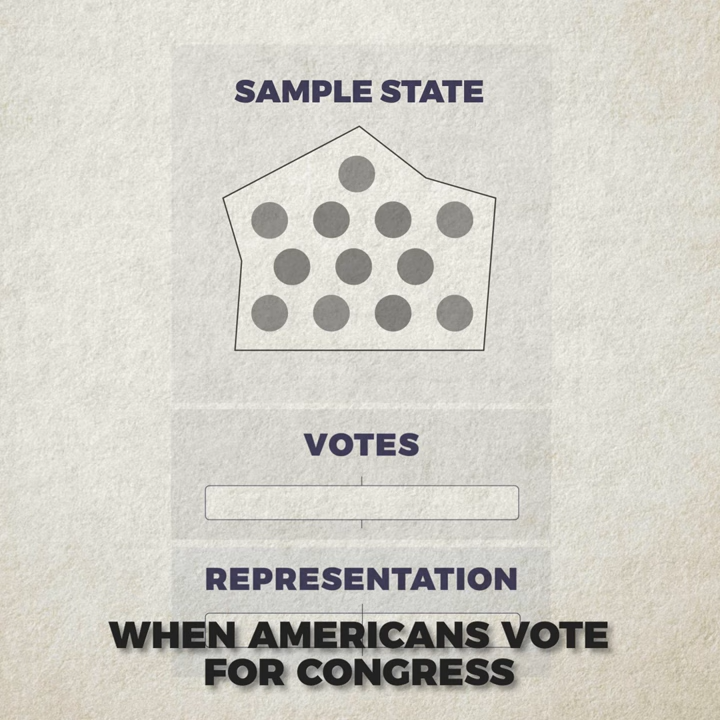 SAMPLE STATE
VOTES
REPRESENTATION
WHEN AMERICANS VOTE
FOR CONGRESS